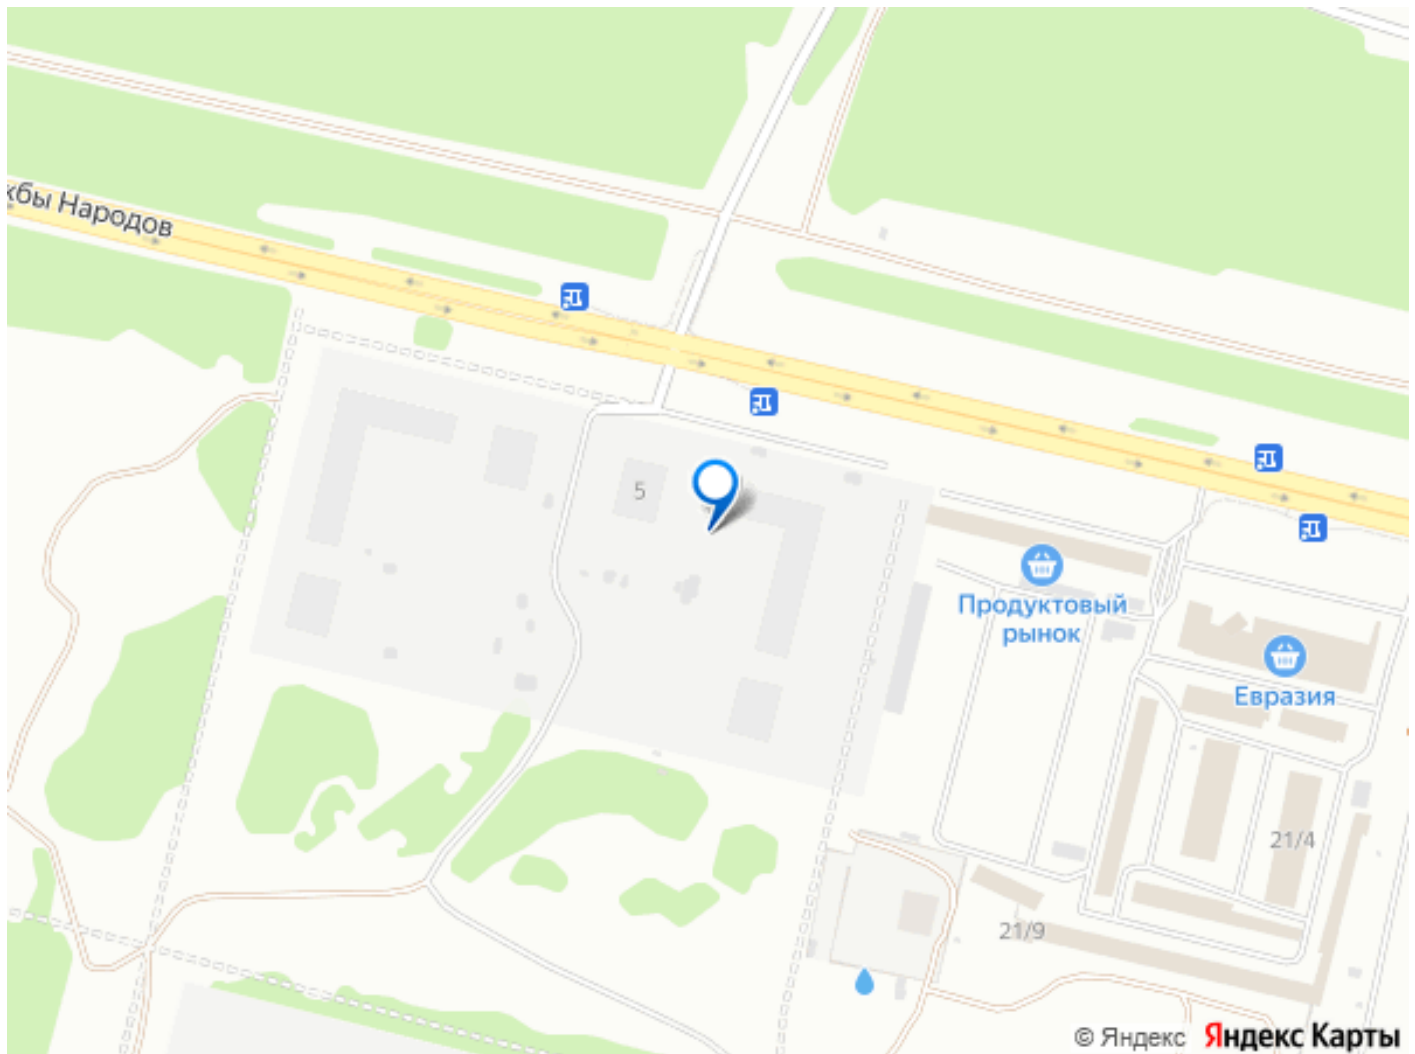 жбы Народов
5
Продуктовый
рынок
Евразия
21/4
21/9
© Яндекс Яндекс Карты